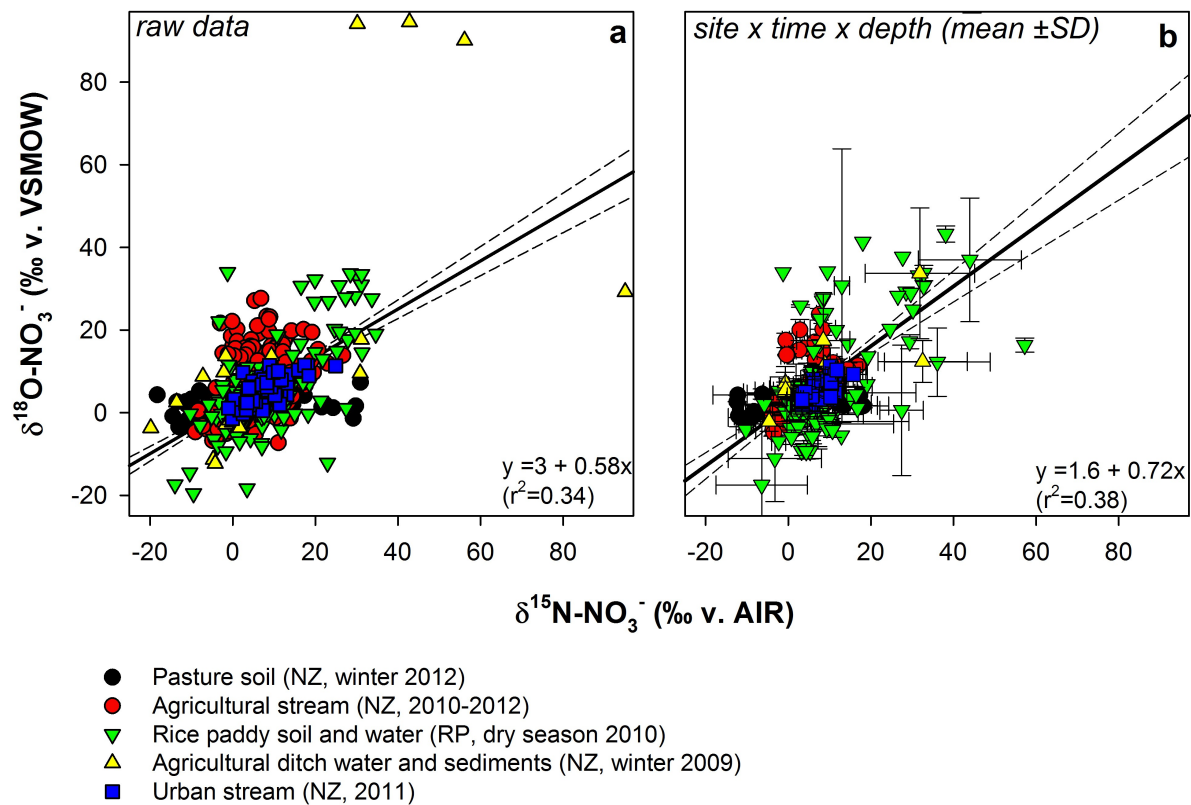 raw data
a
site x time x depth (mean ±SD)
b
δ¹⁸O-NO₃⁻ (‰ v. VSMOW)
80
60
40
20
0
-20
y =3 + 0.58x
(r²=0.34)
y =1.6 + 0.72x
(r²=0.38)
-20 0 20 40 60 80
-20 0 20 40 60 80
δ¹⁵N-NO₃⁻ (‰ v. AIR)
Pasture soil (NZ, winter 2012)
Agricultural stream (NZ, 2010-2012)
Rice paddy soil and water (RP, dry season 2010)
Agricultural ditch water and sediments (NZ, winter 2009)
Urban stream (NZ, 2011)